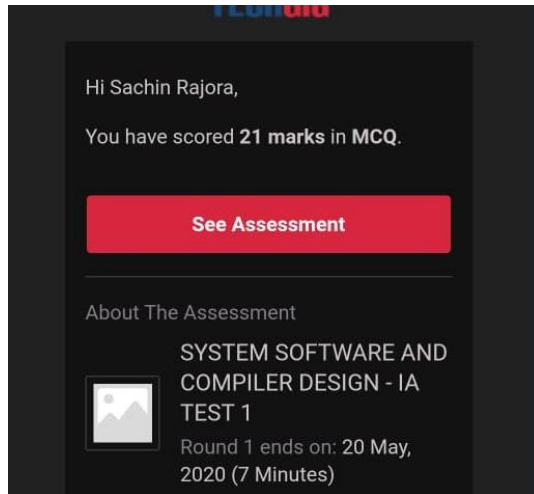 Hi Sachin Rajora,
You have scored 21 marks in MCQ.
See Assessment
About The Assessment
SYSTEM SOFTWARE AND
COMPILER DESIGN - IA
TEST 1
Round 1 ends on: 20 May,
2020 (7 Minutes)